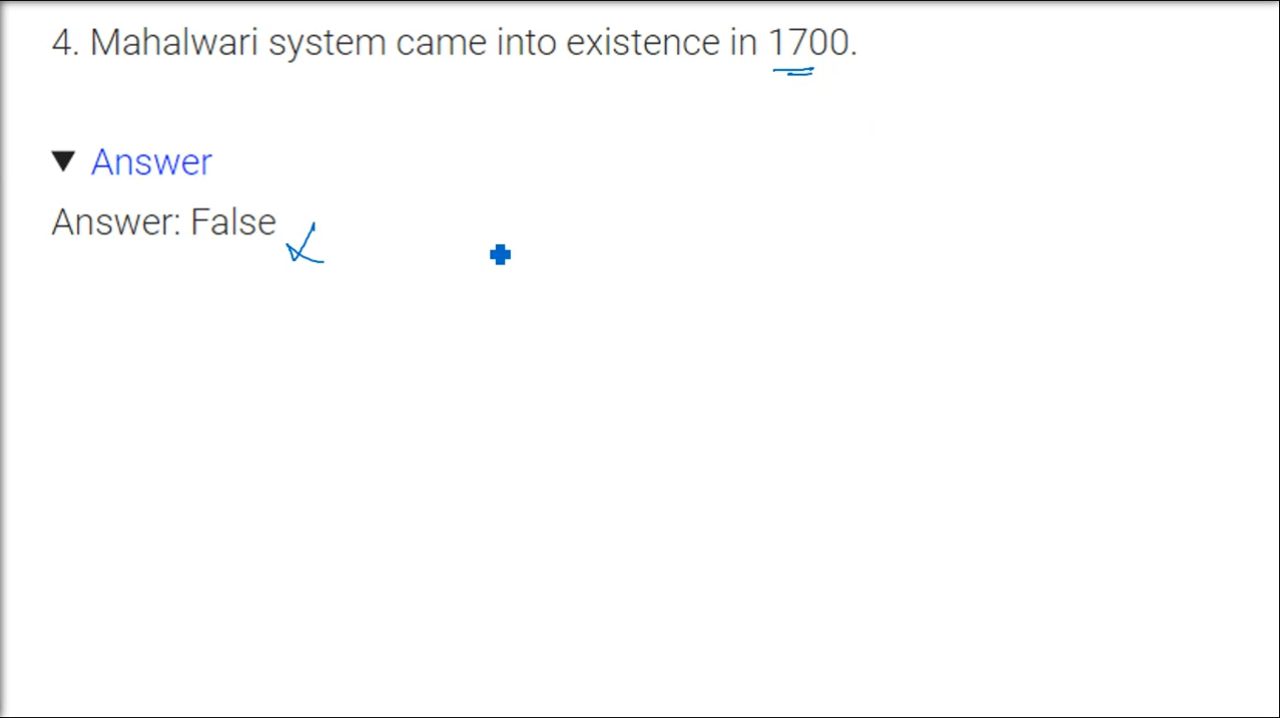 4. Mahalwari system came into existence in 1700.
Answer
Answer: False